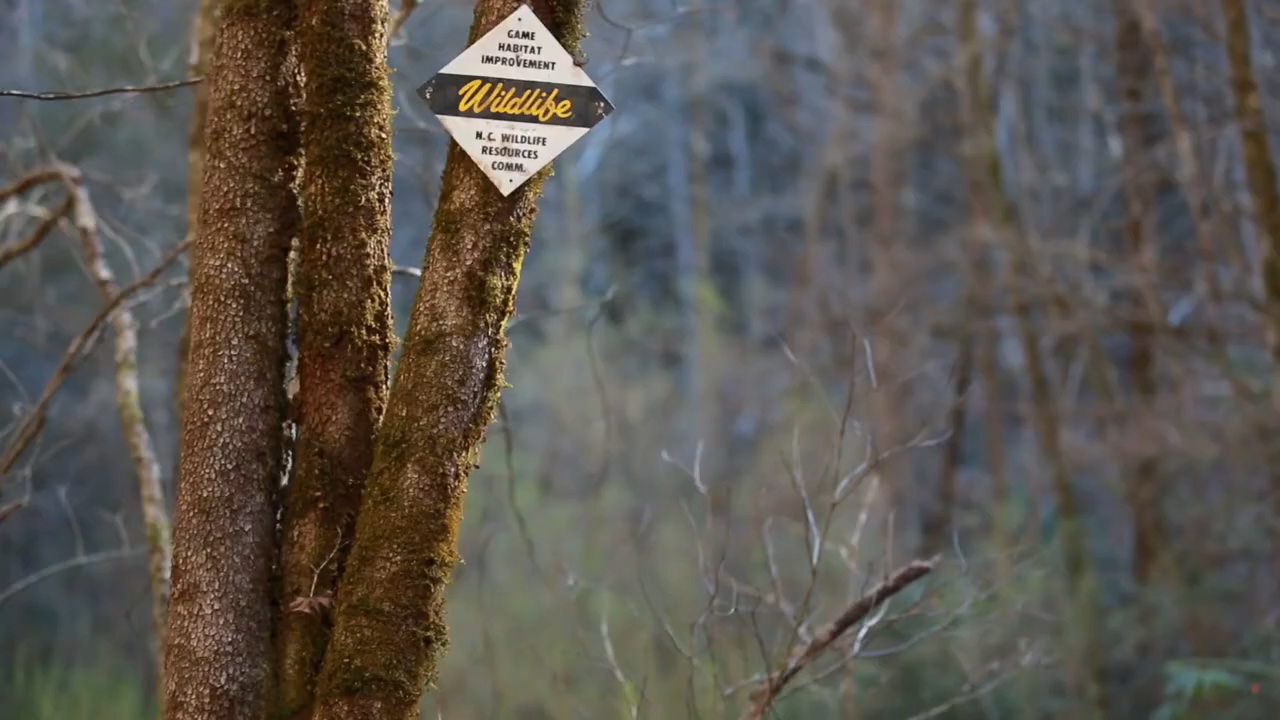 GAME
HABITAT
IMPROVEMENT
Wildlife
N.C. WILDLIFE
RESOURCES
COMM.